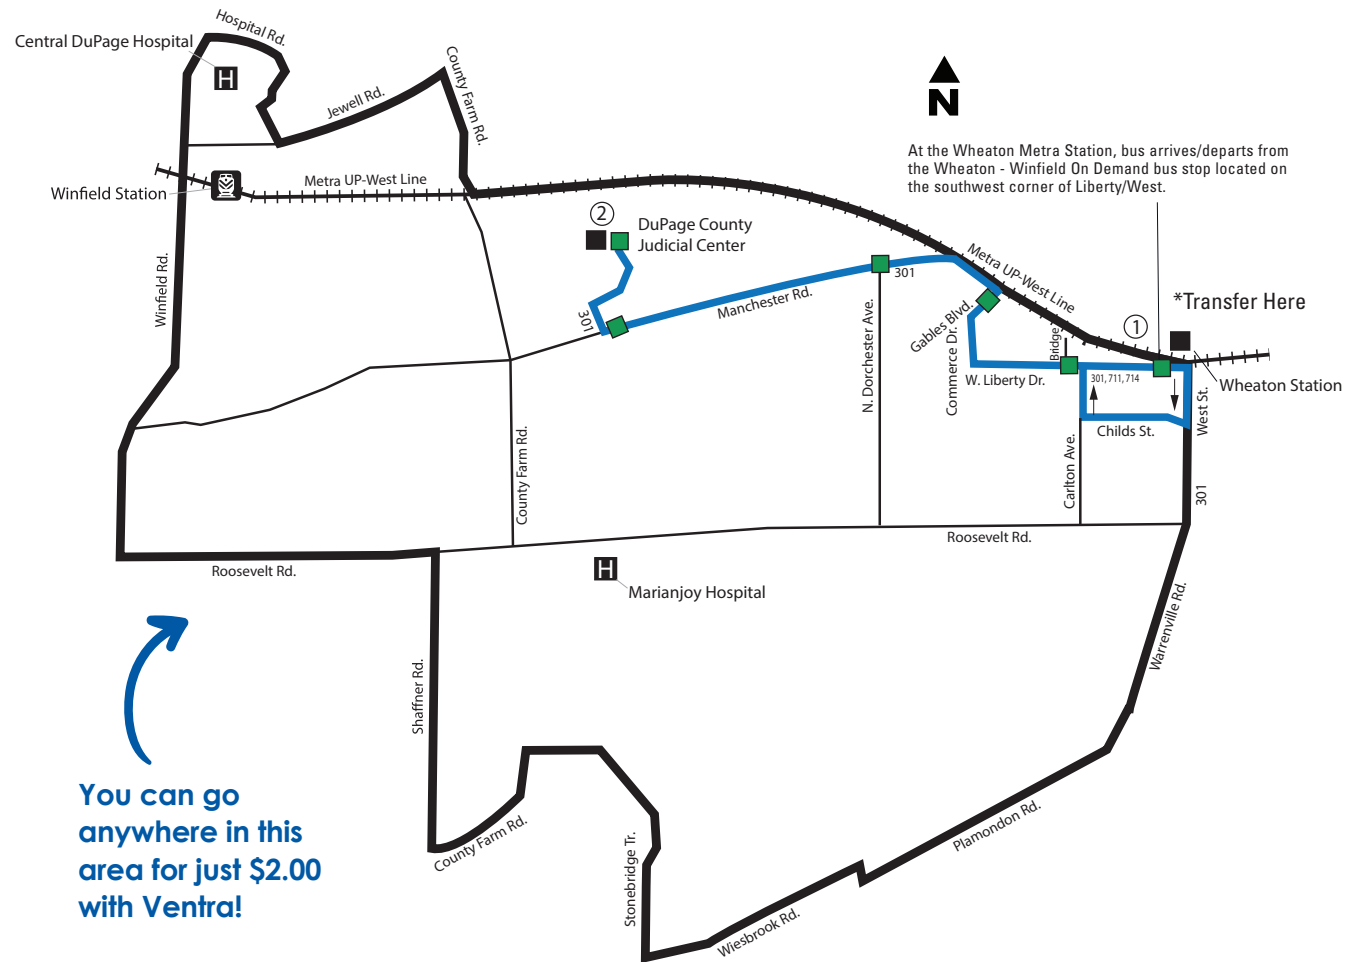 Hospital Rd.
Central DuPage Hospital
H
County Farm Rd.
Jewell Rd.
N
At the Wheaton Metra Station, bus arrives/departs from
the Wheaton - Winfield On Demand bus stop located on
the southwest corner of Liberty/West.
Winfield Station
Metra UP-West Line
2
DuPage County
Judicial Center
Winfield Rd.
301
Metra UP-West Line
*Transfer Here
Manchester Rd.
301
Gables Blvd.
1
Bridge
Commerce Dr.
N. Dorchester Ave.
W. Liberty Dr.
301, 711, 714
Wheaton Station
West St.
Childs St.
County Farm Rd.
Carlton Ave.
301
Roosevelt Rd.
Roosevelt Rd.
H
Marianjoy Hospital
Warrenville Rd.
Shaffner Rd.
You can go
anywhere in this
area for just $2.00
with Ventra!
County Farm Rd.
Stonebridge Tr.
Plamondon Rd.
Wiesbrook Rd.